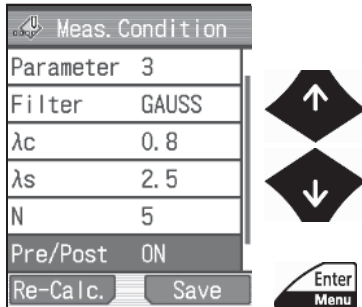 Meas. Condition
Parameter 3
Filter GAUSS
λc 0.8
λs 2.5
N 5
Pre/Post ON
Re-Calc. Save
Enter
Menu